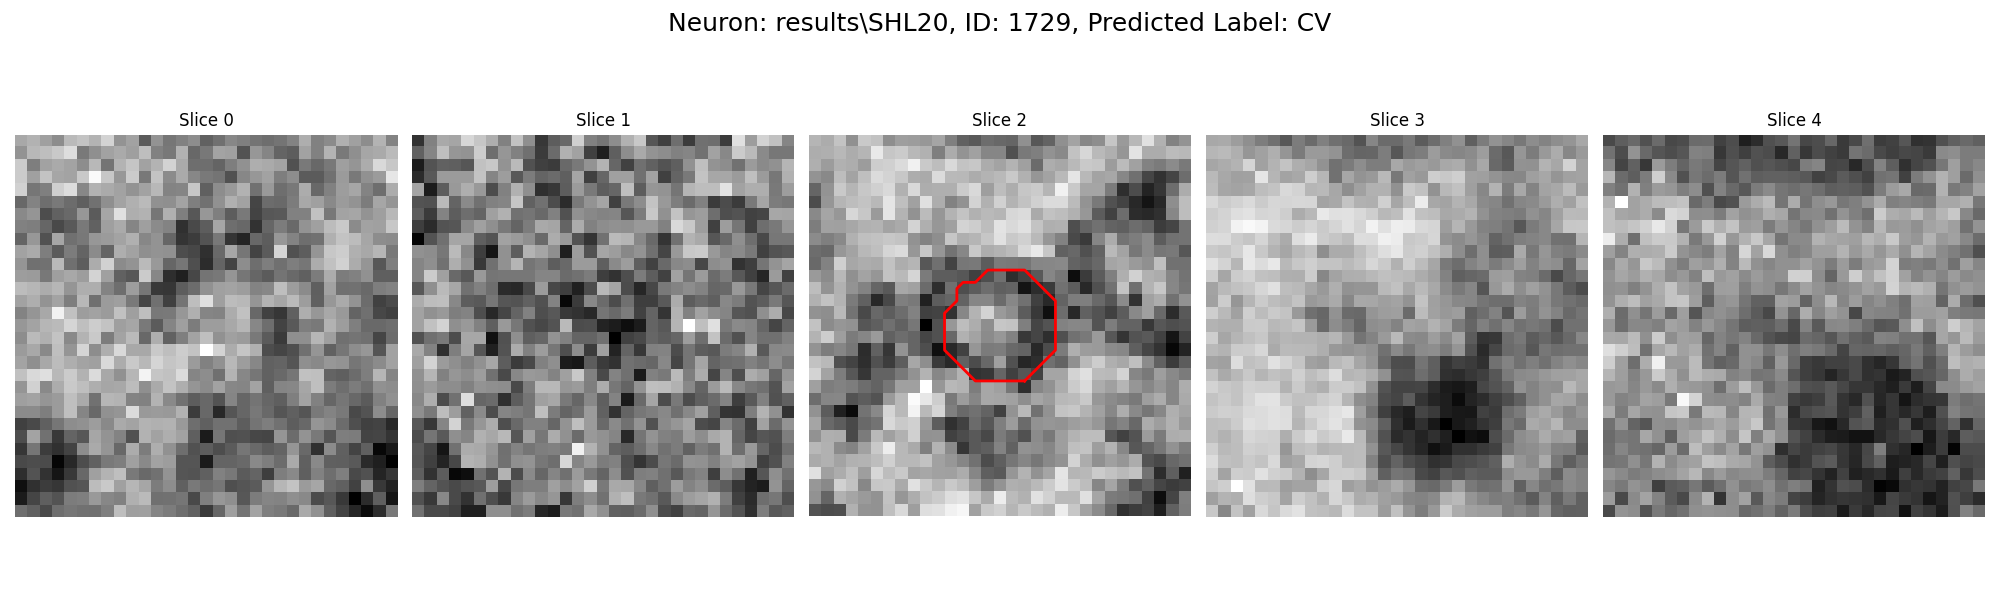 Neuron: results\SHL20, ID: 1729, Predicted Label: CV
Slice 0
Slice 1
Slice 2
Slice 3
Slice 4